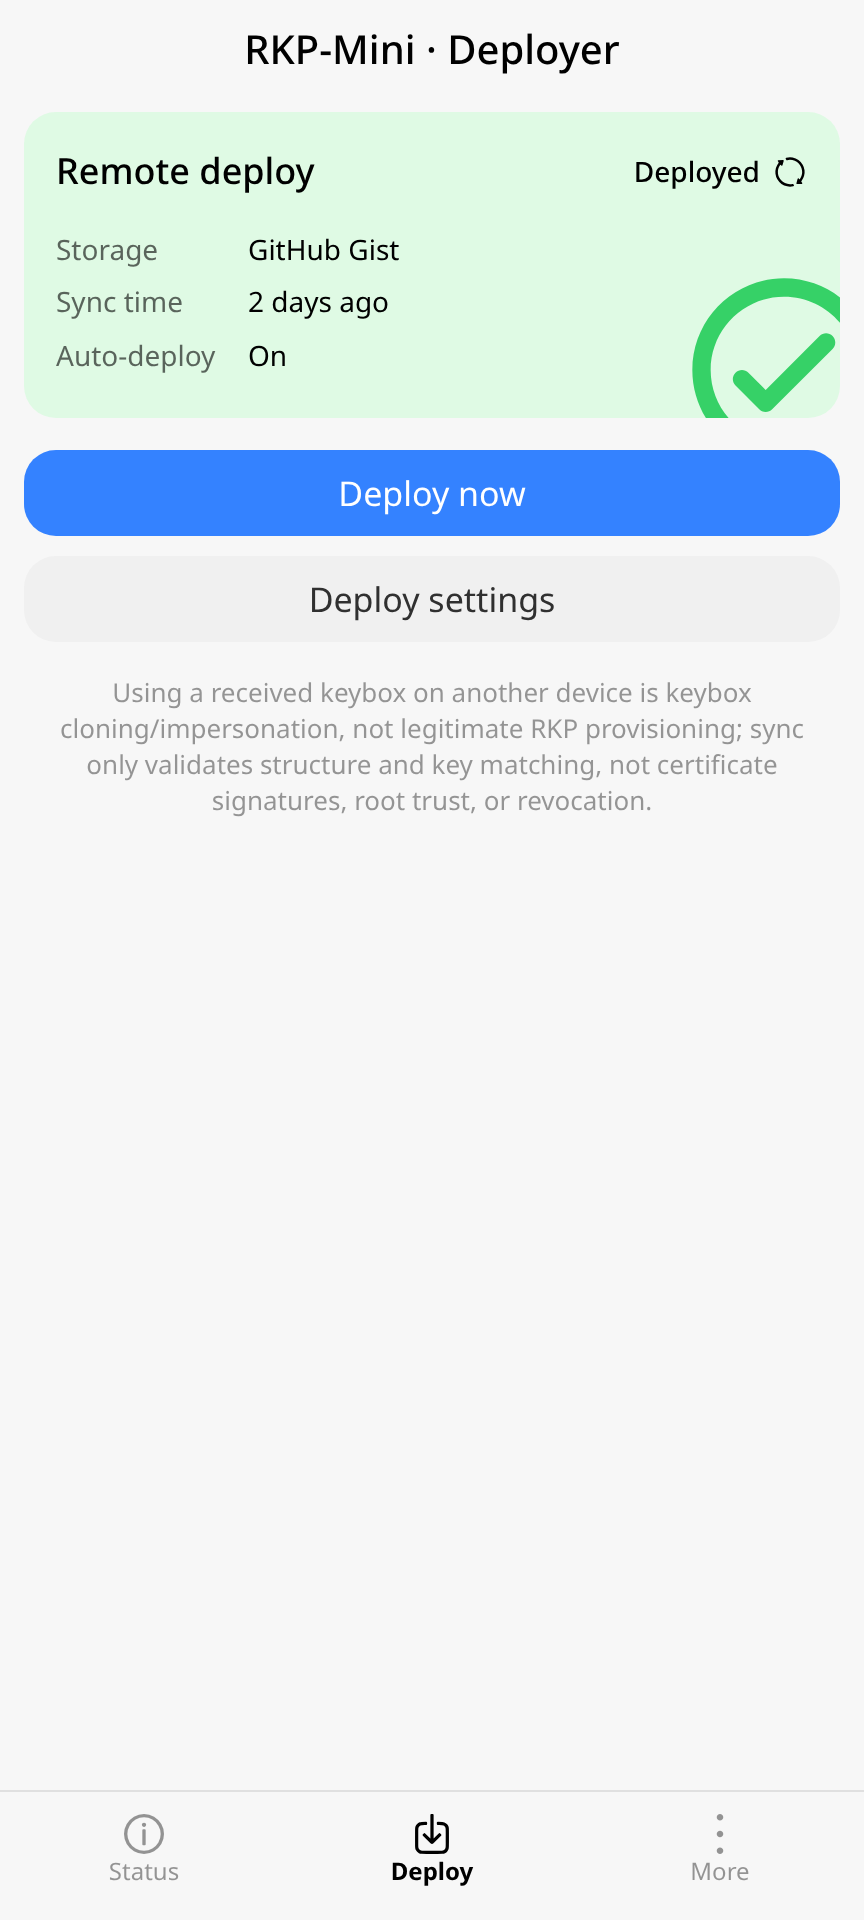 RKP-Mini · Deployer
Remote deploy
Deployed
Storage GitHub Gist
Sync time 2 days ago
Auto-deploy On
Deploy now
Deploy settings
Using a received keybox on another device is keybox
cloning/impersonation, not legitimate RKP provisioning; sync
only validates structure and key matching, not certificate
signatures, root trust, or revocation.
Status
Deploy
More